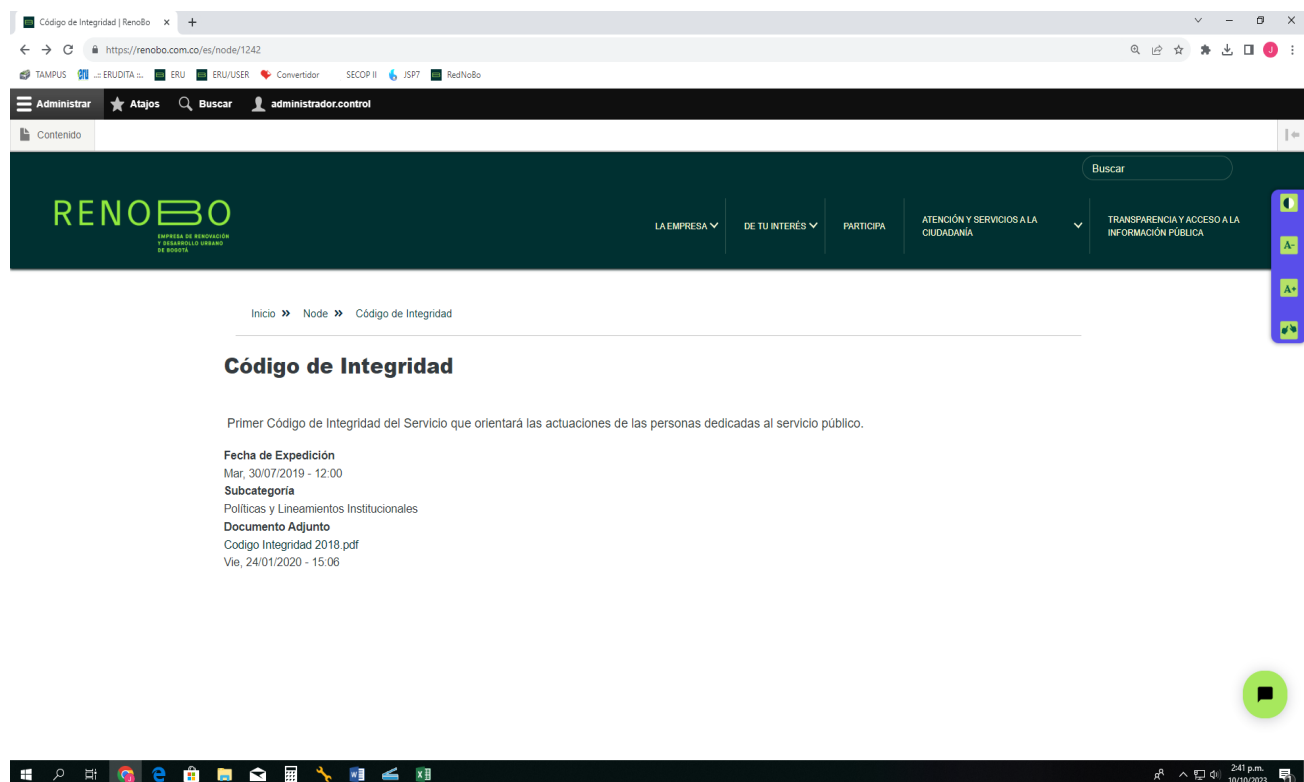 Código de Integridad | RenoBo
https://renobo.com.co/es/node/1242
TAMPUS ..:: ERUDITA ::.. ERU ERU/USER Convertidor SECOP II JSP7 RedNoBo
J
Administrar Atajos Buscar administrador.control
Contenido
Buscar
RENOBO
EMPRESA DE RENOVACIÓN
Y DESARROLLO URBANO
DE BOGOTÁ
LA EMPRESA DE TU INTERÉS PARTICIPA ATENCIÓN Y SERVICIOS A LA CIUDADANÍA TRANSPARENCIA Y ACCESO A LA INFORMACIÓN PÚBLICA
A-
A+
Inicio » Node » Código de Integridad
Código de Integridad
Primer Código de Integridad del Servicio que orientará las actuaciones de las personas dedicadas al servicio público.
Fecha de Expedición
Mar, 30/07/2019 - 12:00
Subcategoría
Políticas y Lineamientos Institucionales
Documento Adjunto
Codigo Integridad 2018.pdf
Vie, 24/01/2020 - 15:06
2:41 p.m.
10/10/2023